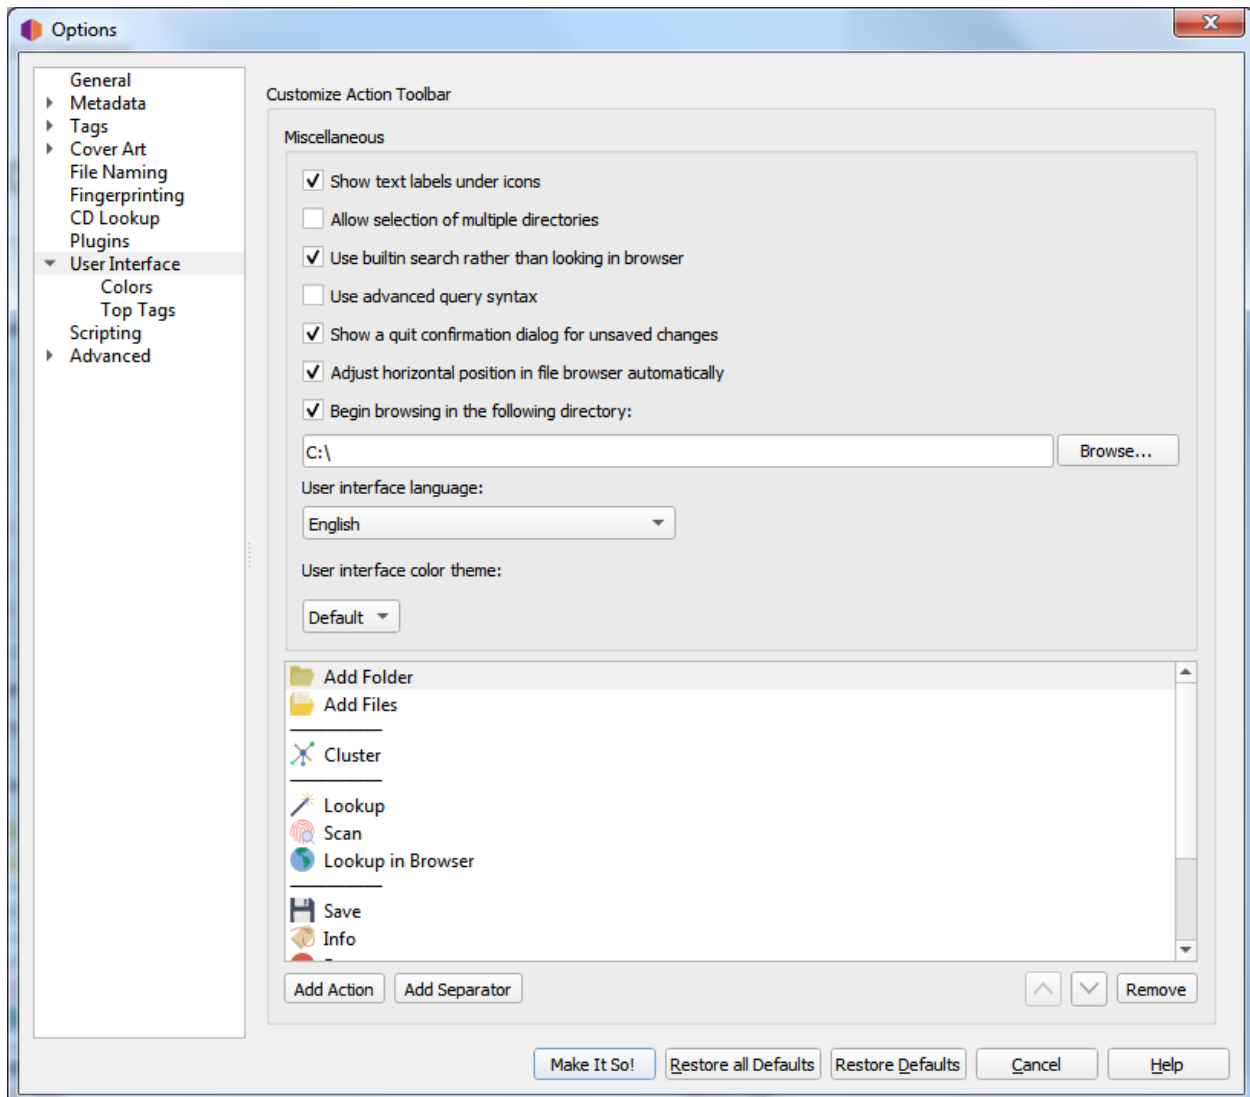 Options
General
Metadata
Tags
Cover Art
File Naming
Fingerprinting
CD Lookup
Plugins
User Interface
Colors
Top Tags
Scripting
Advanced
Customize Action Toolbar
Miscellaneous
Show text labels under icons
Allow selection of multiple directories
Use builtin search rather than looking in browser
Use advanced query syntax
Show a quit confirmation dialog for unsaved changes
Adjust horizontal position in file browser automatically
Begin browsing in the following directory:
C:\
Browse...
User interface language:
English
User interface color theme:
Default
Add Folder
Add Files
Cluster
Lookup
Scan
Lookup in Browser
Save
Info
Add Action
Add Separator
Remove
Make It So!
Restore all Defaults
Restore Defaults
Cancel
Help